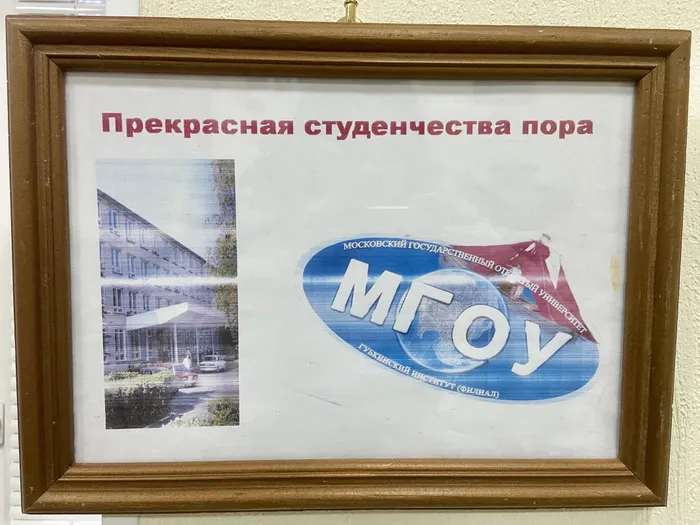 Прекрасная студенчества пора
МОСКОВСКИЙ ГОСУДАРСТВЕННЫЙ ОТКРЫТЫЙ УНИВЕРСИТЕТ
МГОУ
ГУБКИНСКИЙ ИНСТИТУТ (ФИЛИАЛ)